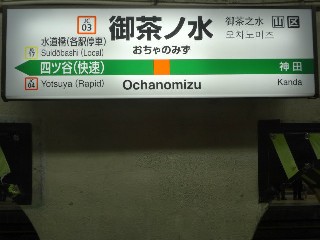 JC
03
御茶ノ水
御茶之水
오차노미즈
山区
水道橋(各駅停車)
おちゃのみず
Suidōbashi (Local)
四ツ谷(快速)
神田
JC
04
Yotsuya (Rapid)
Ochanomizu
Kanda